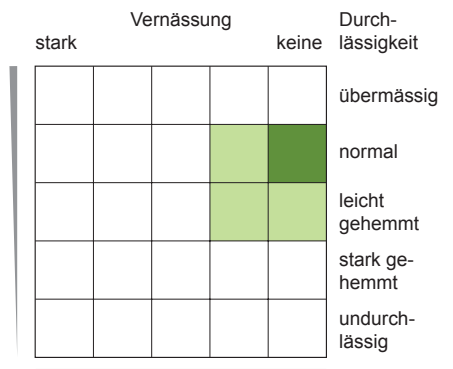 Vernässung
stark
keine
Durch-
lässigkeit
übermässig
normal
leicht
gehemmt
stark ge-
hemmt
undurch-
lässig